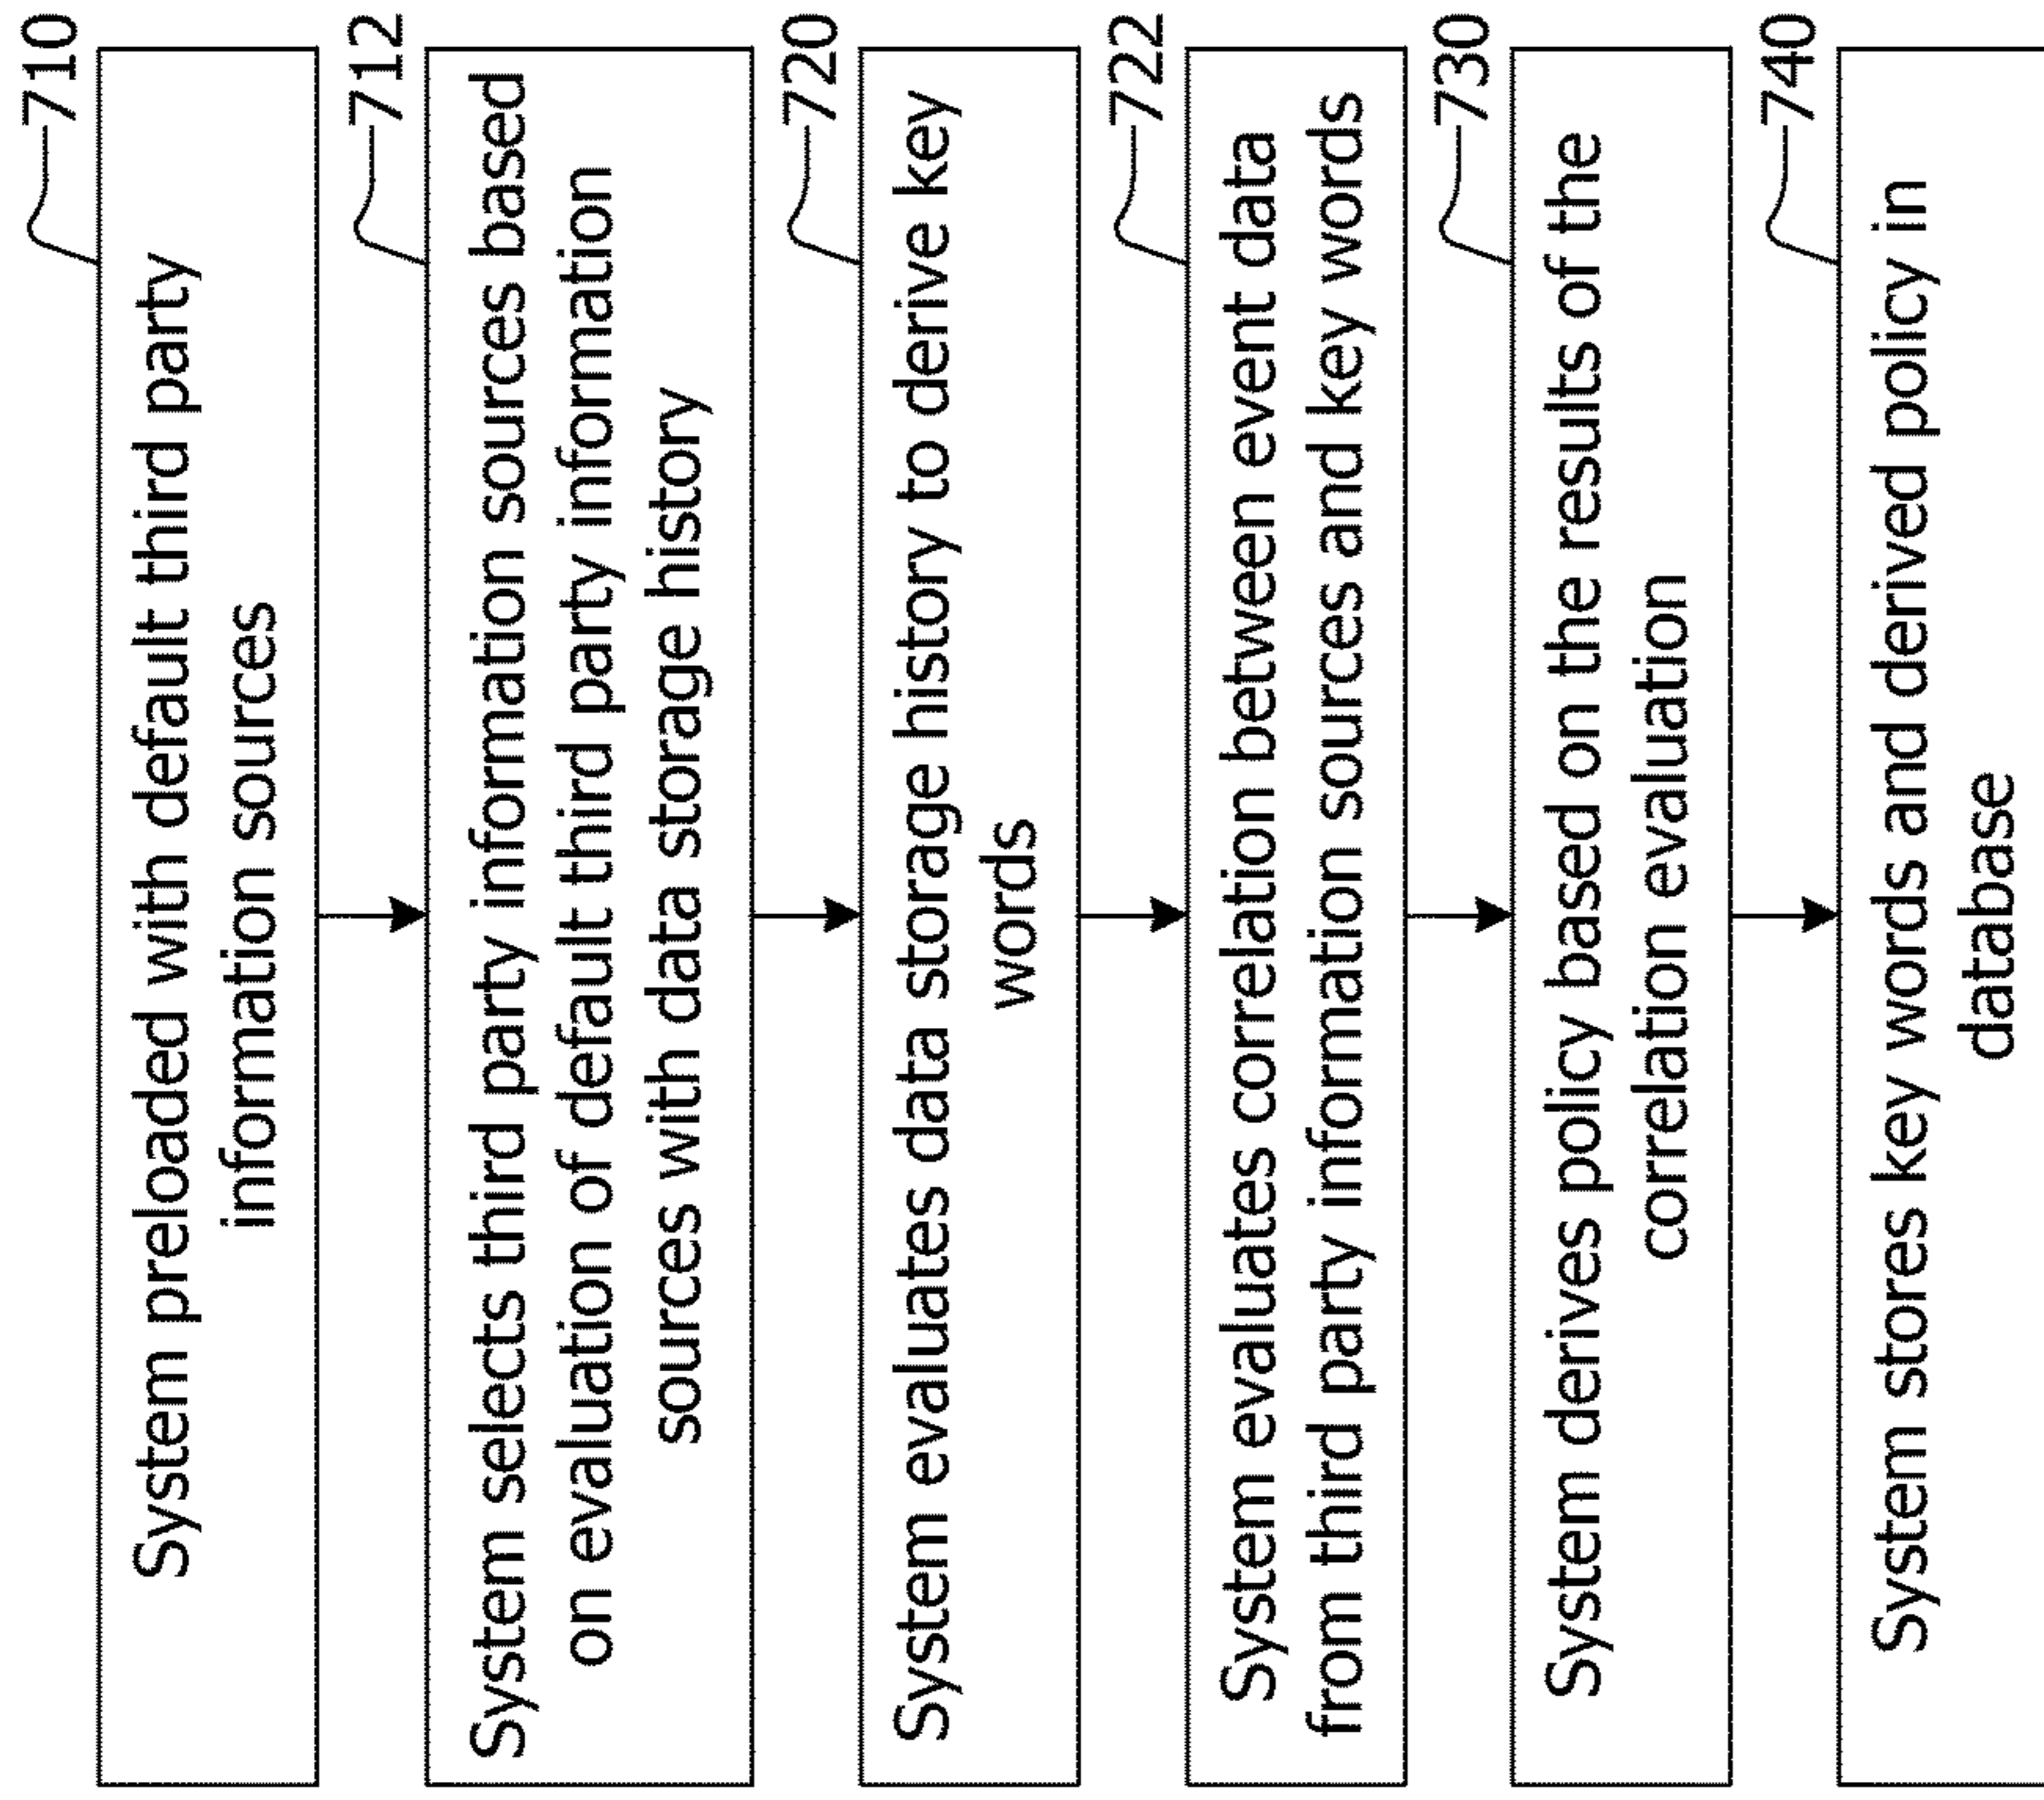 710
System preloaded with default third party
information sources
712
System selects third party information sources based
on evaluation of default third party information
sources with data storage history
720
System evaluates data storage history to derive key
words
722
System evaluates correlation between event data
from third party information sources and key words
730
System derives policy based on the results of the
correlation evaluation
740
System stores key words and derived policy in
database